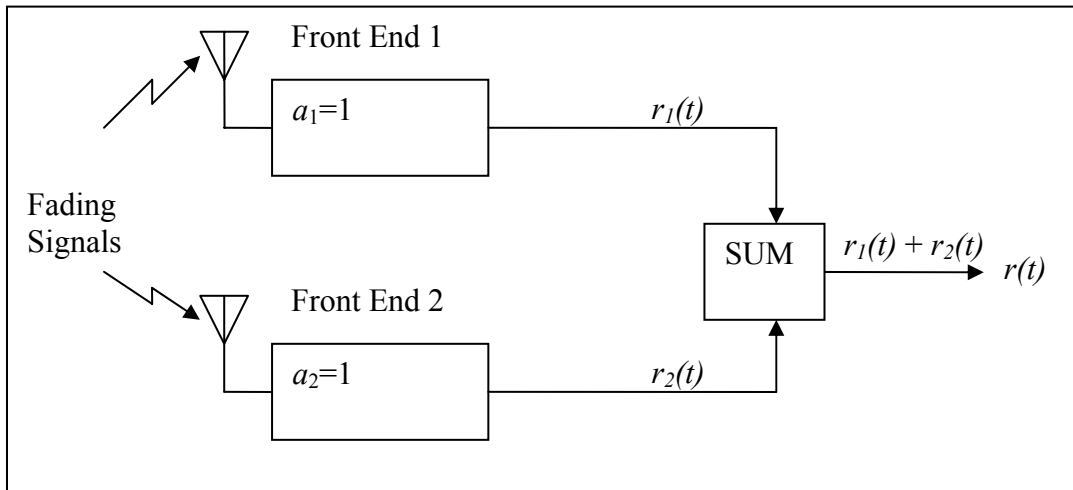 Front End 1
a₁=1
r₁(t)
Fading
Signals
SUM
r₁(t) + r₂(t)
r(t)
Front End 2
a₂=1
r₂(t)